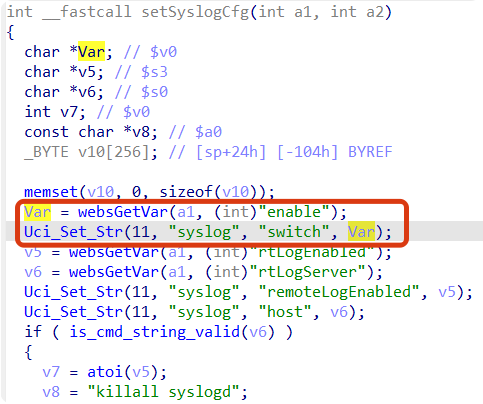 int __fastcall setSyslogCfg(int a1, int a2)
{
char *Var; // $v0
char *v5; // $s3
char *v6; // $s0
int v7; // $v0
const char *v8; // $a0
_BYTE v10[256]; // [sp+24h] [-104h] BYREF
memset(v10, 0, sizeof(v10));
Var = websGetVar(a1, (int)"enable");
Uci_Set_Str(11, "syslog", "switch", Var);
v5 = websGetVar(a1, (int)"rtLogEnabled");
v6 = websGetVar(a1, (int)"rtLogServer");
Uci_Set_Str(11, "syslog", "remoteLogEnabled", v5);
Uci_Set_Str(11, "syslog", "host", v6);
if ( is_cmd_string_valid(v6) )
{
v7 = atoi(v5);
v8 = "killall syslogd";